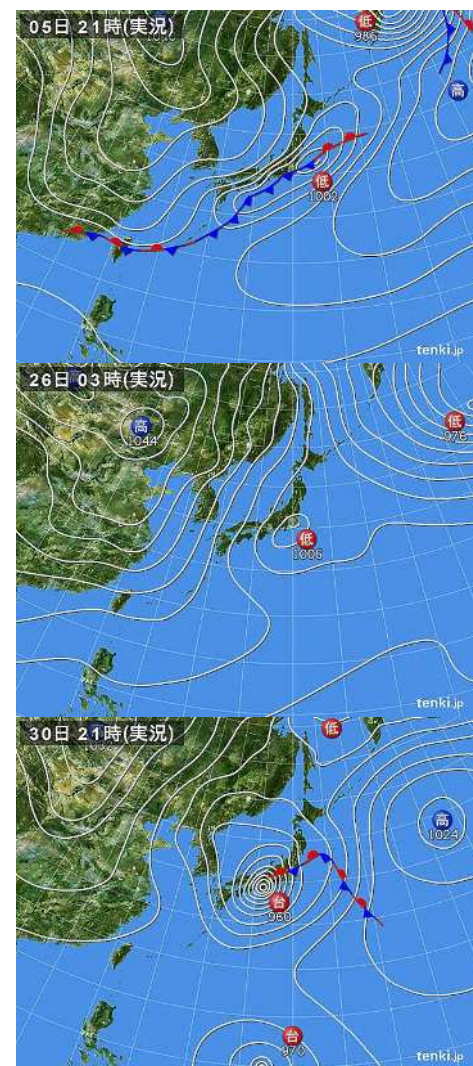 05日 21時(実況)
低
986
高
低
1002
tenki.jp
26日 03時(実況)
高
1044
低
976
低
1006
tenki.jp
30日 21時(実況)
低
高
1024
台
960
台
970
tenki.jp